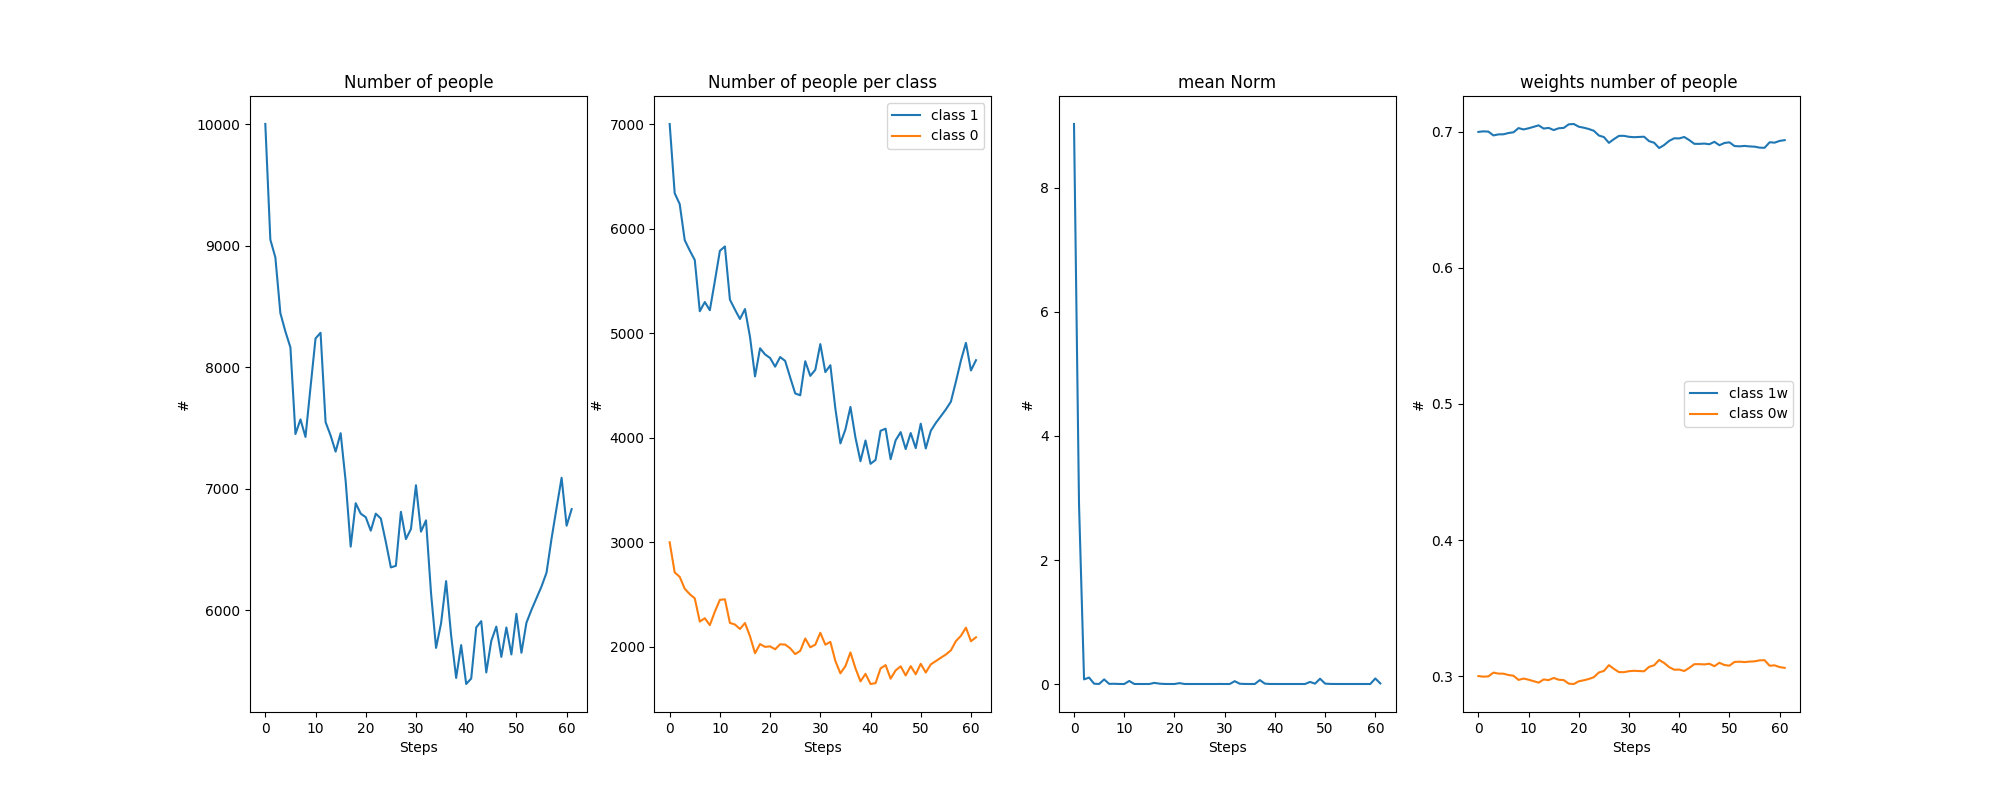 Number of people
10000
9000
8000
7000
6000
#
0 10 20 30 40 50 60
Steps
Number of people per class
class 1
class 0
7000
6000
5000
4000
3000
2000
#
0 10 20 30 40 50 60
Steps
mean Norm
8
6
4
2
0
#
0 10 20 30 40 50 60
Steps
weights number of people
0.7
0.6
0.5
0.4
0.3
#
class 1w
class 0w
0 10 20 30 40 50 60
Steps